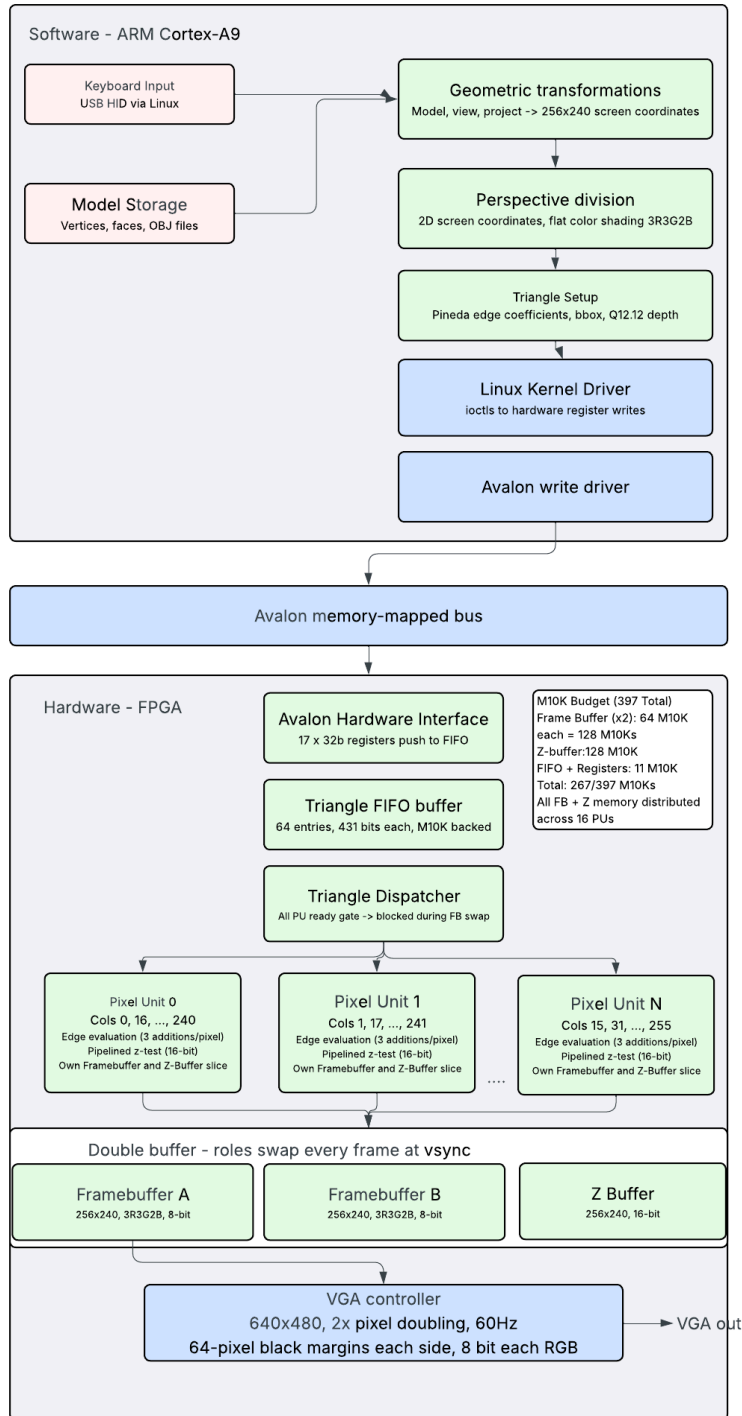 Software - ARM Cortex-A9
Keyboard Input
USB HID via Linux
Geometric transformations
Model, view, project -> 256x240 screen coordinates
Model Storage
Vertices, faces, OBJ files
Perspective division
2D screen coordinates, flat color shading 3R3G2B
Triangle Setup
Pineda edge coefficients, bbox, Q12.12 depth
Linux Kernel Driver
ioctls to hardware register writes
Avalon write driver
Avalon memory-mapped bus
Hardware - FPGA
Avalon Hardware Interface
17 x 32b registers push to FIFO
M10K Budget (397 Total)
Frame Buffer (x2): 64 M10K
each = 128 M10Ks
Z-buffer:128 M10K
FIFO + Registers: 11 M10K
Total: 267/397 M10Ks
All FB + Z memory distributed
across 16 PUs
Triangle FIFO buffer
64 entries, 431 bits each, M10K backed
Triangle Dispatcher
All PU ready gate -> blocked during FB swap
Pixel Unit 0
Cols 0, 16, ..., 240
Edge evaluation (3 additions/pixel)
Pipelined z-test (16-bit)
Own Framebuffer and Z-Buffer slice
Pixel Unit 1
Cols 1, 17, ..., 241
Edge evaluation (3 additions/pixel)
Pipelined z-test (16-bit)
Own Framebuffer and Z-Buffer slice
....
Pixel Unit N
Cols 15, 31, ..., 255
Edge evaluation (3 additions/pixel)
Pipelined z-test (16-bit)
Own Framebuffer and Z-Buffer slice
Double buffer - roles swap every frame at vsync
Framebuffer A
256x240, 3R3G2B, 8-bit
Framebuffer B
256x240, 3R3G2B, 8-bit
Z Buffer
256x240, 16-bit
VGA controller
640x480, 2x pixel doubling, 60Hz
64-pixel black margins each side, 8 bit each RGB
VGA out